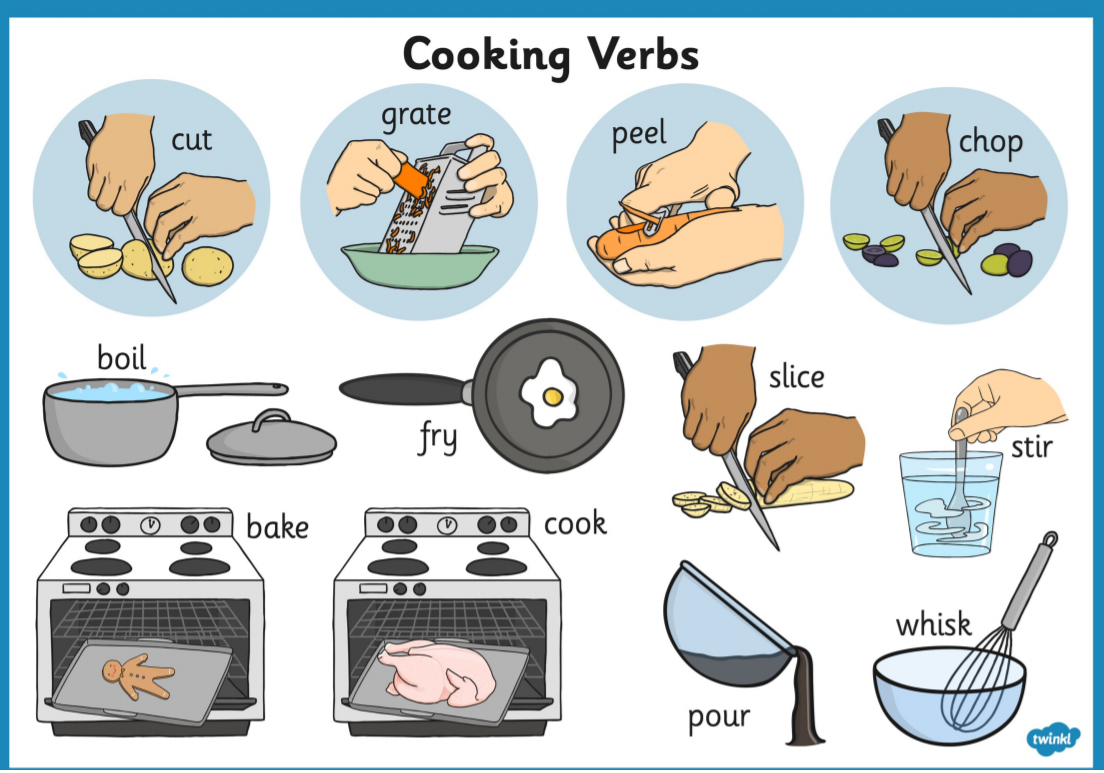 Cooking Verbs
cut
grate
peel
chop
boil
fry
slice
stir
bake
cook
pour
whisk
twinkl